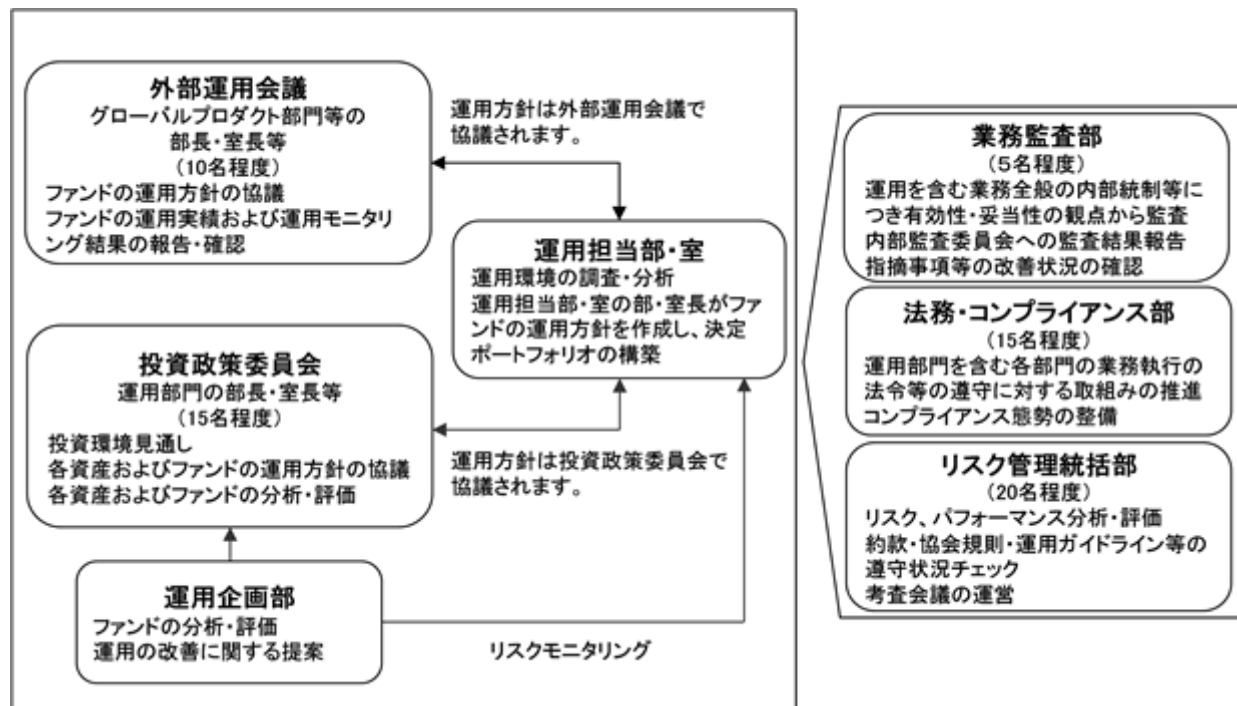 外部運用会議
グローバルプロダクト部門等の
部長・室長等
（10名程度）
ファンドの運用方針の協議
ファンドの運用実績および運用モニタリ
ング結果の報告・確認
運用方針は外部運用会議で
協議されます。
運用担当部・室
運用環境の調査・分析
運用担当部・室の部・室長がファ
ンドの運用方針を作成し、決定
ポートフォリオの構築
投資政策委員会
運用部門の部長・室長等
（15名程度）
投資環境見通し
各資産およびファンドの運用方針の協議
各資産およびファンドの分析・評価
運用方針は投資政策委員会で
協議されます。
運用企画部
ファンドの分析・評価
運用の改善に関する提案
リスクモニタリング
業務監査部
（５名程度）
運用を含む業務全般の内部統制等に
つき有効性・妥当性の観点から監査
内部監査委員会への監査結果報告
指摘事項等の改善状況の確認
法務・コンプライアンス部
（15名程度）
運用部門を含む各部門の業務執行の
法令等の遵守に対する取組みの推進
コンプライアンス態勢の整備
リスク管理統括部
（20名程度）
リスク、パフォーマンス分析・評価
約款・協会規則・運用ガイドライン等の
遵守状況チェック
考査会議の運営